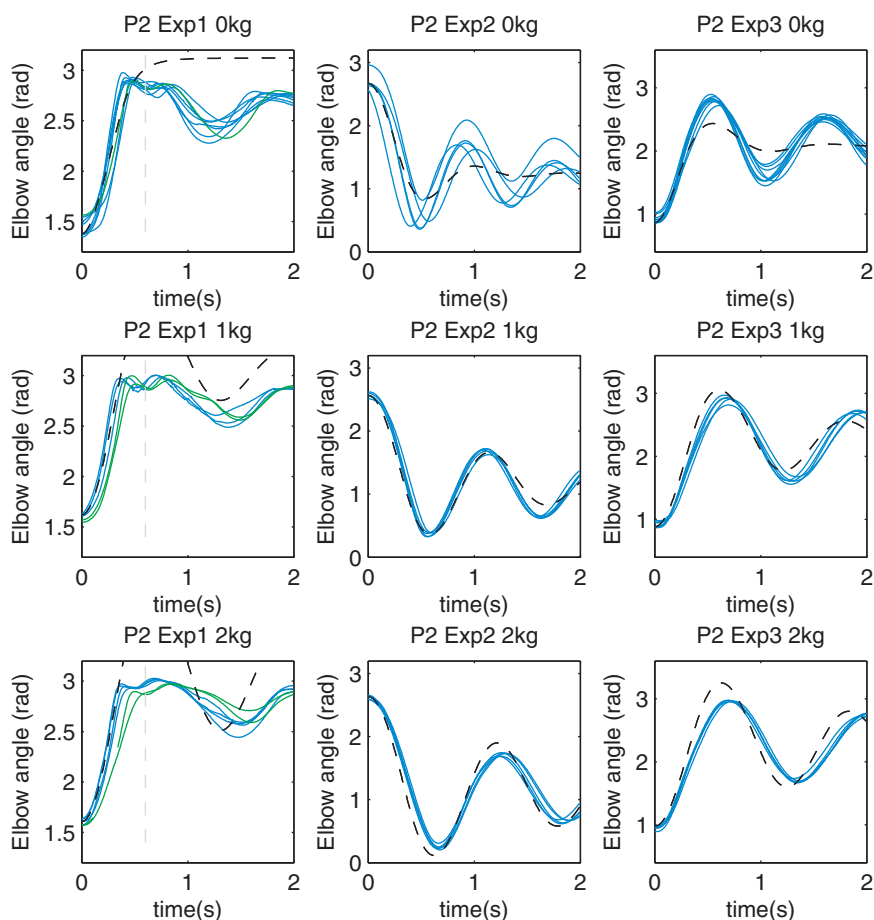 P2 Exp1 0kg
P2 Exp2 0kg
P2 Exp3 0kg
Elbow angle (rad)
3
2.5
2
1.5
0
1
2
time(s)
Elbow angle (rad)
3
2
1
0
0
1
2
time(s)
Elbow angle (rad)
3
2
1
0
1
2
time(s)
P2 Exp1 1kg
P2 Exp2 1kg
P2 Exp3 1kg
Elbow angle (rad)
3
2.5
2
1.5
0
1
2
time(s)
Elbow angle (rad)
3
2
1
0
0
1
2
time(s)
Elbow angle (rad)
3
2
1
0
1
2
time(s)
P2 Exp1 2kg
P2 Exp2 2kg
P2 Exp3 2kg
Elbow angle (rad)
3
2.5
2
1.5
0
1
2
time(s)
Elbow angle (rad)
3
2
1
0
0
1
2
time(s)
Elbow angle (rad)
3
2
1
0
1
2
time(s)